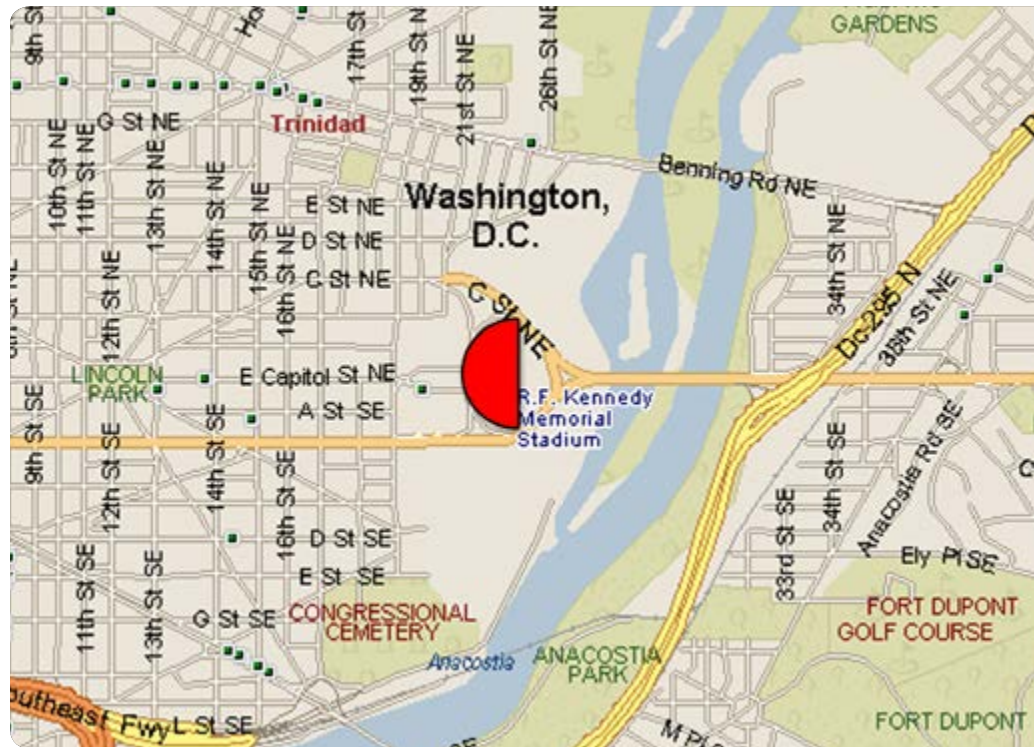 GARDENS
9th St NE
17th St NE
19th St NE
21st St NE
26th St NE
G St NE
Trinidad
Benning Rd NE
10th St NE
11th St NE
13th St NE
14th St NE
15th St NE
E St NE
Washington,
D.C.
D St NE
C St NE
C St NE
16th St NE
12th St NE
34th St NE
Dc-295 N
38th St NE
LINCOLN
PARK
E Capitol St NE
A St SE
R.F. Kennedy
Memorial
Stadium
9th St SE
12th St SE
14th St SE
16th St SE
34th St SE
Anacostia Rd SE
33rd St SE
D St SE
E St SE
Ely Pl SE
11th St SE
13th St SE
G St SE
CONGRESSIONAL
CEMETERY
FORT DUPONT
GOLF COURSE
Anacostia
ANACOSTIA
PARK
outheast Fwy
L St SE
FORT DUPONT
SE